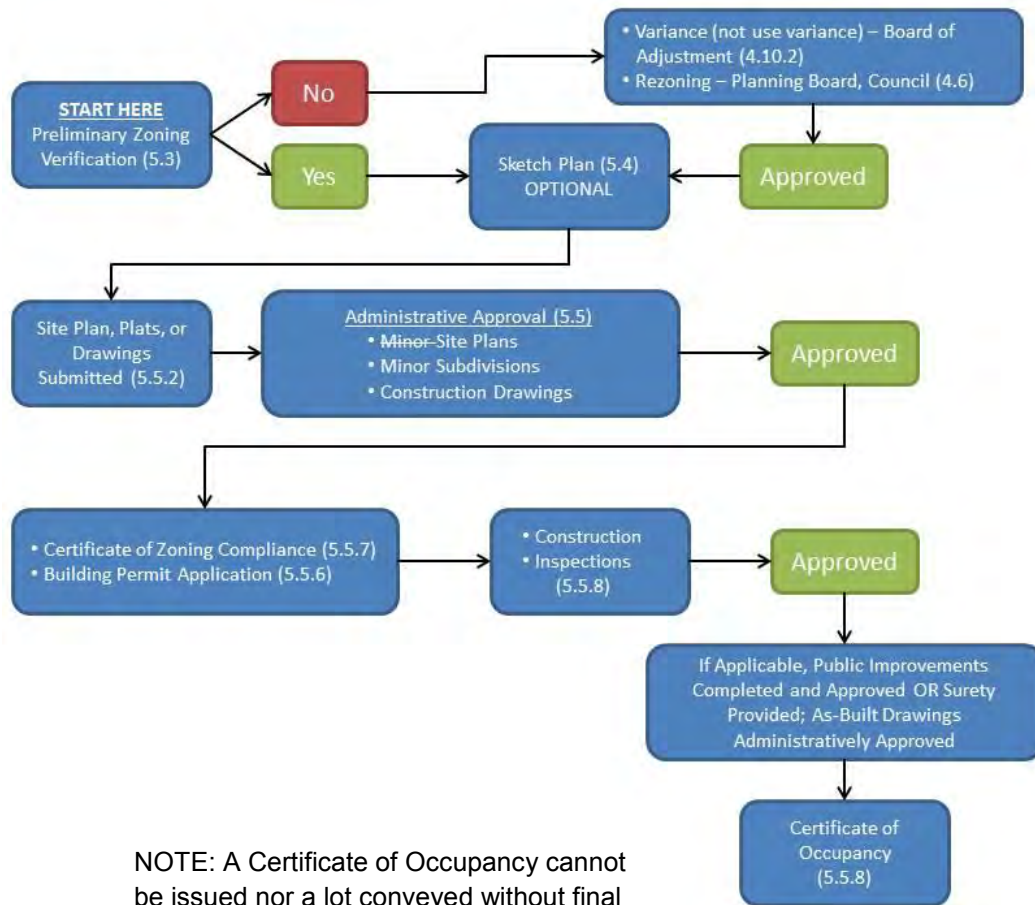 START HERE
Preliminary Zoning
Verification (5.3)
No
Yes
• Variance (not use variance) – Board of
Adjustment (4.10.2)
• Rezoning – Planning Board, Council (4.6)
Sketch Plan (5.4)
OPTIONAL
Approved
Site Plan, Plats, or
Drawings
Submitted (5.5.2)
Administrative Approval (5.5)
• Minor Site Plans
• Minor Subdivisions
• Construction Drawings
Approved
• Certificate of Zoning Compliance (5.5.7)
• Building Permit Application (5.5.6)
• Construction
• Inspections
(5.5.8)
Approved
If Applicable, Public Improvements
Completed and Approved OR Surety
Provided; As-Built Drawings
Administratively Approved
Certificate of
Occupancy
(5.5.8)
NOTE: A Certificate of Occupancy cannot
be issued nor a lot conveyed without final